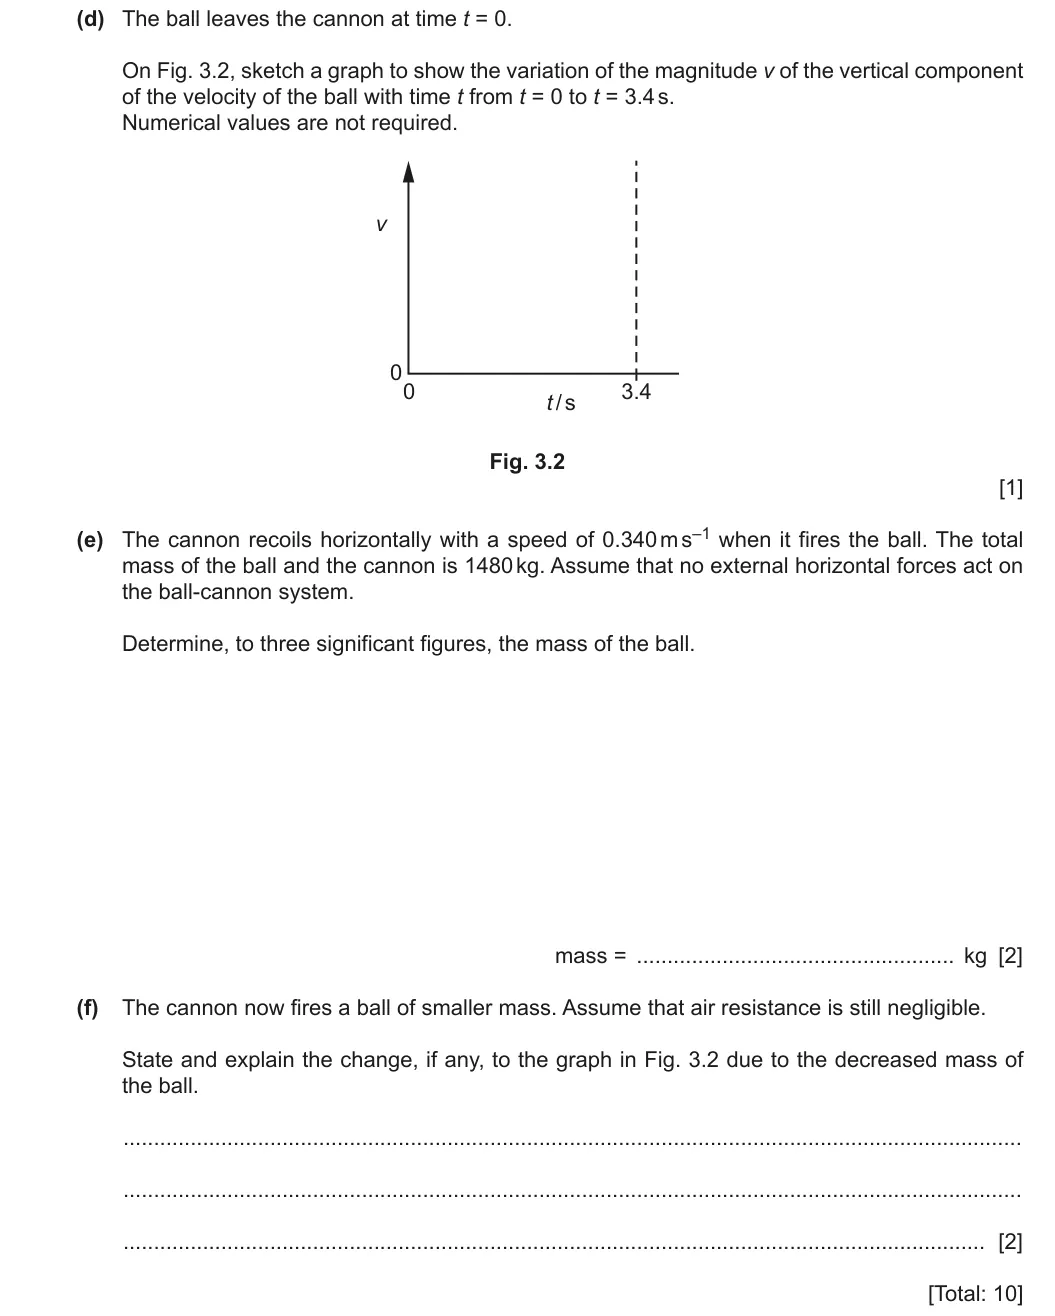 (d) The ball leaves the cannon at time t = 0.
On Fig. 3.2, sketch a graph to show the variation of the magnitude v of the vertical component
of the velocity of the ball with time t from t = 0 to t = 3.4 s.
Numerical values are not required.
v
0
0
t / s
3.4
Fig. 3.2
[1]
(e) The cannon recoils horizontally with a speed of 0.340 m s⁻¹ when it fires the ball. The total
mass of the ball and the cannon is 1480 kg. Assume that no external horizontal forces act on
the ball-cannon system.
Determine, to three significant figures, the mass of the ball.
mass = ..................................................... kg [2]
(f) The cannon now fires a ball of smaller mass. Assume that air resistance is still negligible.
State and explain the change, if any, to the graph in Fig. 3.2 due to the decreased mass of
the ball.
...................................................................................................................................................
...................................................................................................................................................
............................................................................................................................................. [2]
[Total: 10]